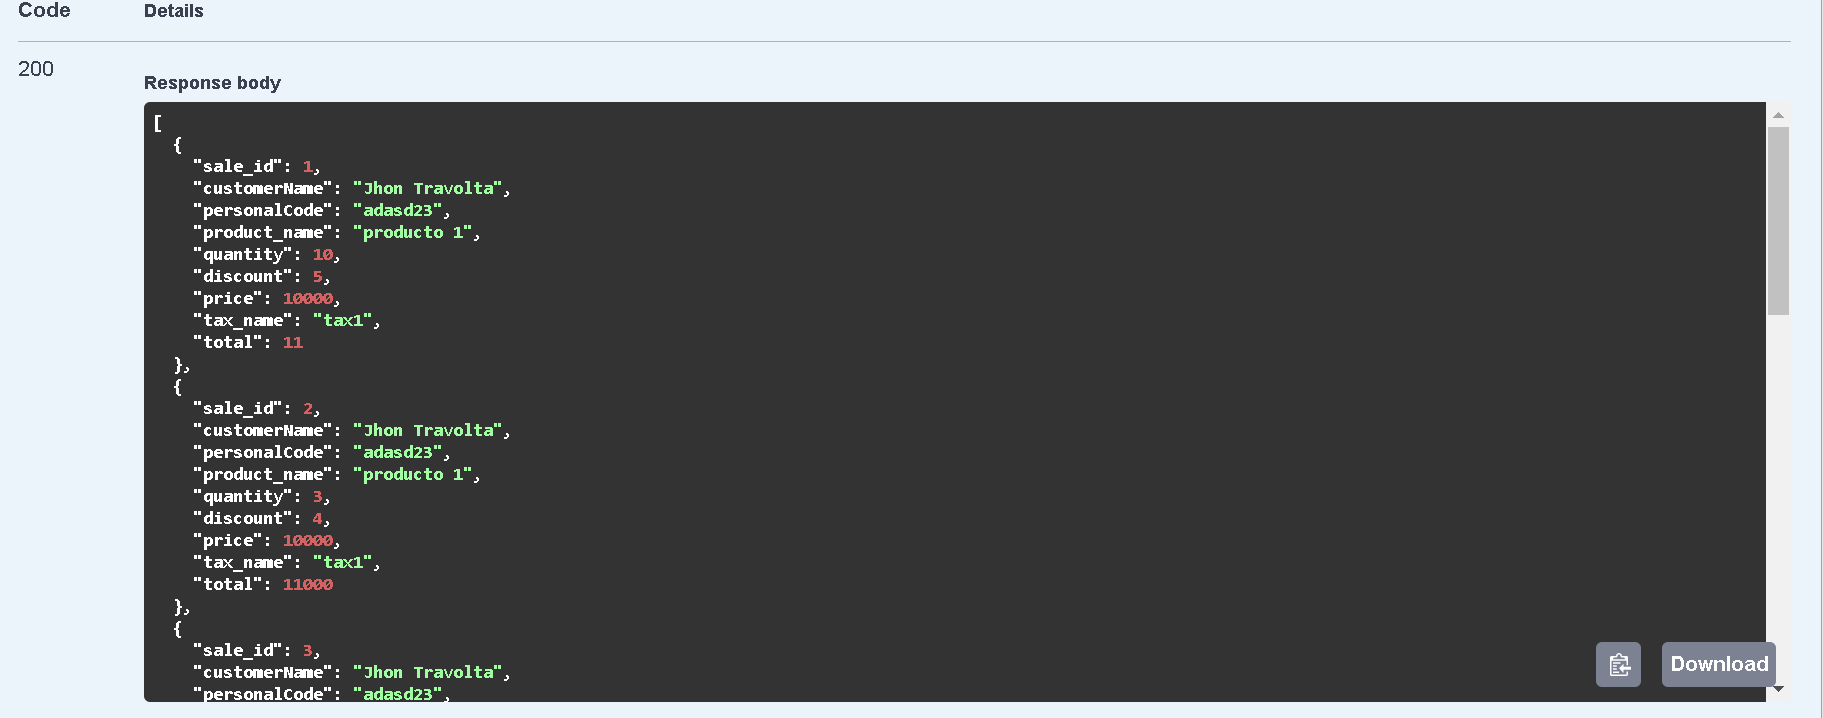 Code Details
200
Response body
[
{
"sale_id": 1,
"customerName": "Jhon Travolta",
"personalCode": "adasd23",
"product_name": "producto 1",
"quantity": 10,
"discount": 5,
"price": 10000,
"tax_name": "tax1",
"total": 11
},
{
"sale_id": 2,
"customerName": "Jhon Travolta",
"personalCode": "adasd23",
"product_name": "producto 1",
"quantity": 3,
"discount": 4,
"price": 10000,
"tax_name": "tax1",
"total": 11000
},
{
"sale_id": 3,
"customerName": "Jhon Travolta",
"personalCode": "adasd23",
Download